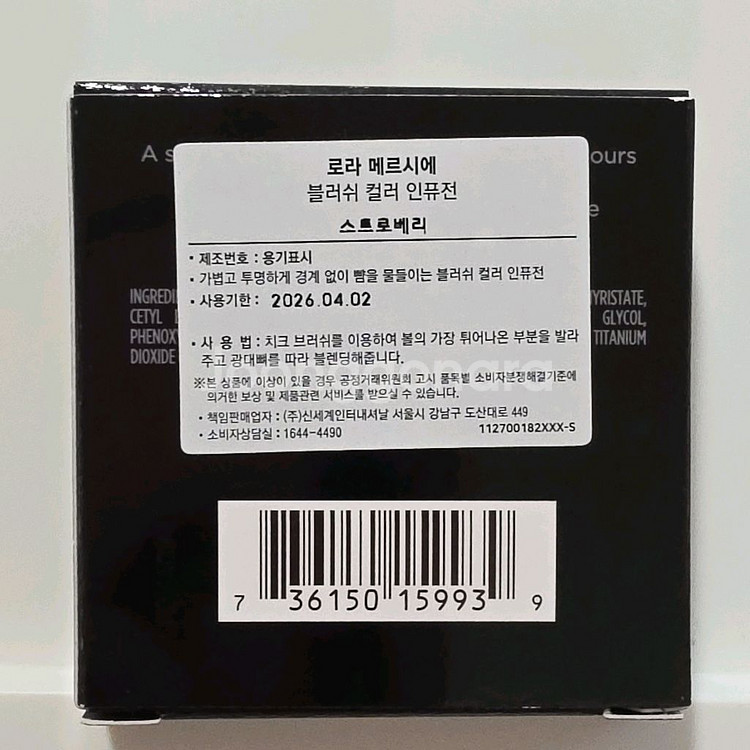 A s ours
e
로라 메르시에
블러쉬 컬러 인퓨전
스트로베리
• 제조번호 : 용기표시
• 가볍고 투명하게 경계 없이 뺨을 물들이는 블러쉬 컬러 인퓨전
• 사용기한 : 2026.04.02
• 사 용 법 : 치크 브러쉬를 이용하여 볼의 가장 튀어나온 부분을 발라
주고 광대뼈를 따라 블렌딩해줍니다.
※본 상품에 이상이 있을 경우 공정거래위원회 고시 품목별 소비자분쟁해결기준에
의거한 보상 및 제품관련 서비스를 받으실 수 있습니다.
• 책임판매업자 : (주)신세계인터내셔날 서울시 강남구 도산대로 449
• 소비자상담실 : 1644-4490 112700182XXX-S
INGREDI MYRISTATE,
CETYL GLYCOL,
PHENOXY TITANIUM
DIOXIDE
7 36150 15993 9